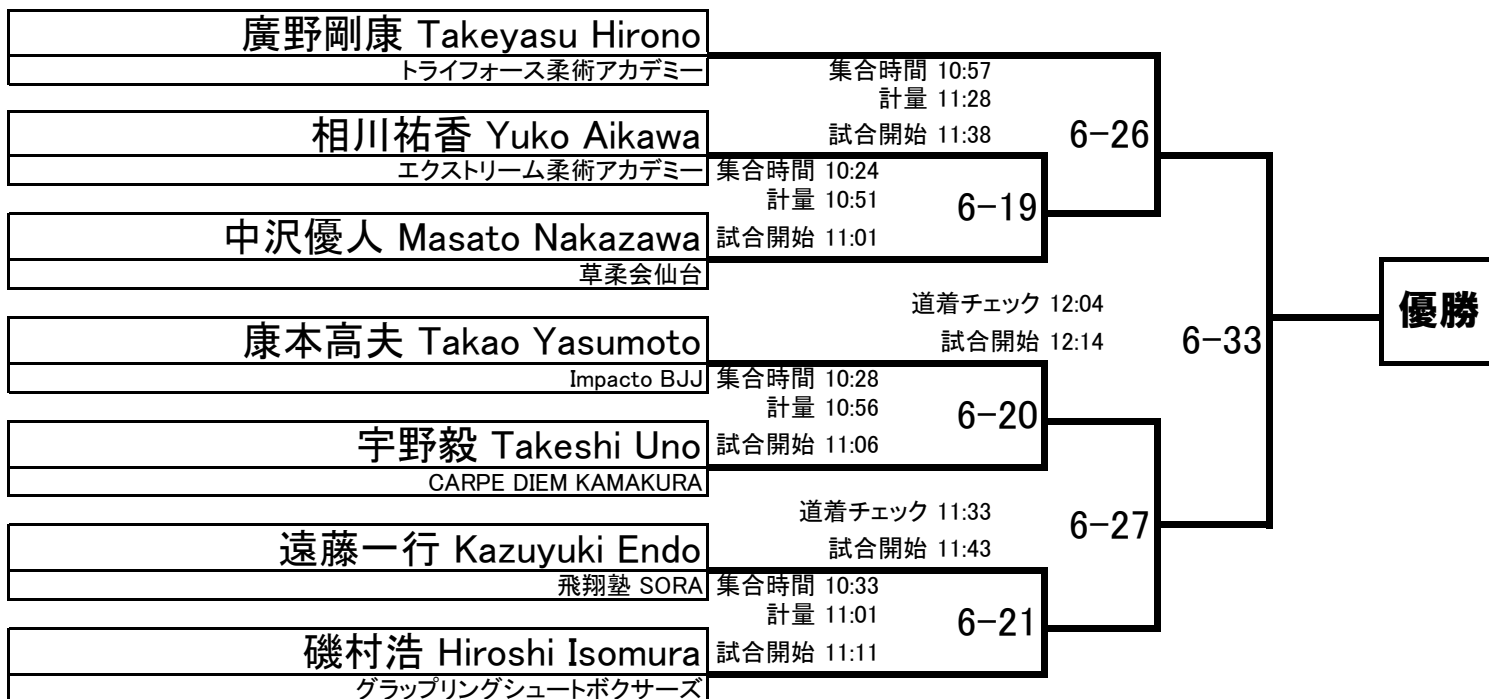 廣野剛康 Takeyasu Hirono
トライフォース柔術アカデミー
集合時間 10:57
計量 11:28
試合開始 11:38
6-26
相川祐香 Yuko Aikawa
エクストリーム柔術アカデミー
集合時間 10:24
計量 10:51
試合開始 11:01
6-19
中沢優人 Masato Nakazawa
草柔会仙台
道着チェック 12:04
試合開始 12:14
6-33
優勝
康本高夫 Takao Yasumoto
Impacto BJJ
集合時間 10:28
計量 10:56
試合開始 11:06
6-20
宇野毅 Takeshi Uno
CARPE DIEM KAMAKURA
道着チェック 11:33
試合開始 11:43
6-27
遠藤一行 Kazuyuki Endo
飛翔塾 SORA
集合時間 10:33
計量 11:01
試合開始 11:11
6-21
磯村浩 Hiroshi Isomura
グラップリングシュートボクサーズ